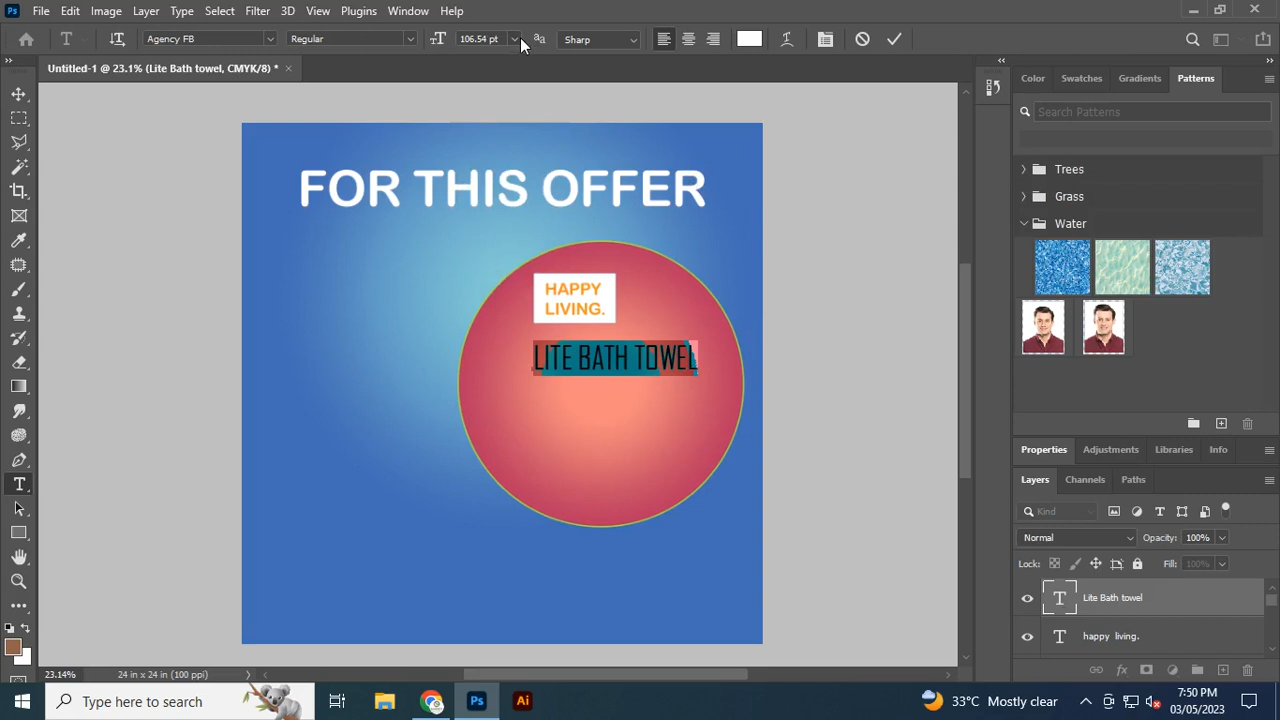 Ps File Edit Image Layer Type Select Filter 3D View Plugins Window Help
T Agency FB Regular 106.54 pt Sharp
Untitled-1 @ 23.1% (Lite Bath towel, CMYK/8) *
Color Swatches Gradients Patterns
Search Patterns
Trees
Grass
Water
FOR THIS OFFER
HAPPY
LIVING.
LITE BATH TOWEL
Properties Adjustments Libraries Info
Layers Channels Paths
Kind
Normal Opacity: 100%
Lock: Fill: 100%
Lite Bath towel
happy living.
23.14% 24 in x 24 in (100 ppi)
Type here to search Ps Ai 33°C Mostly clear 7:50 PM
03/05/2023